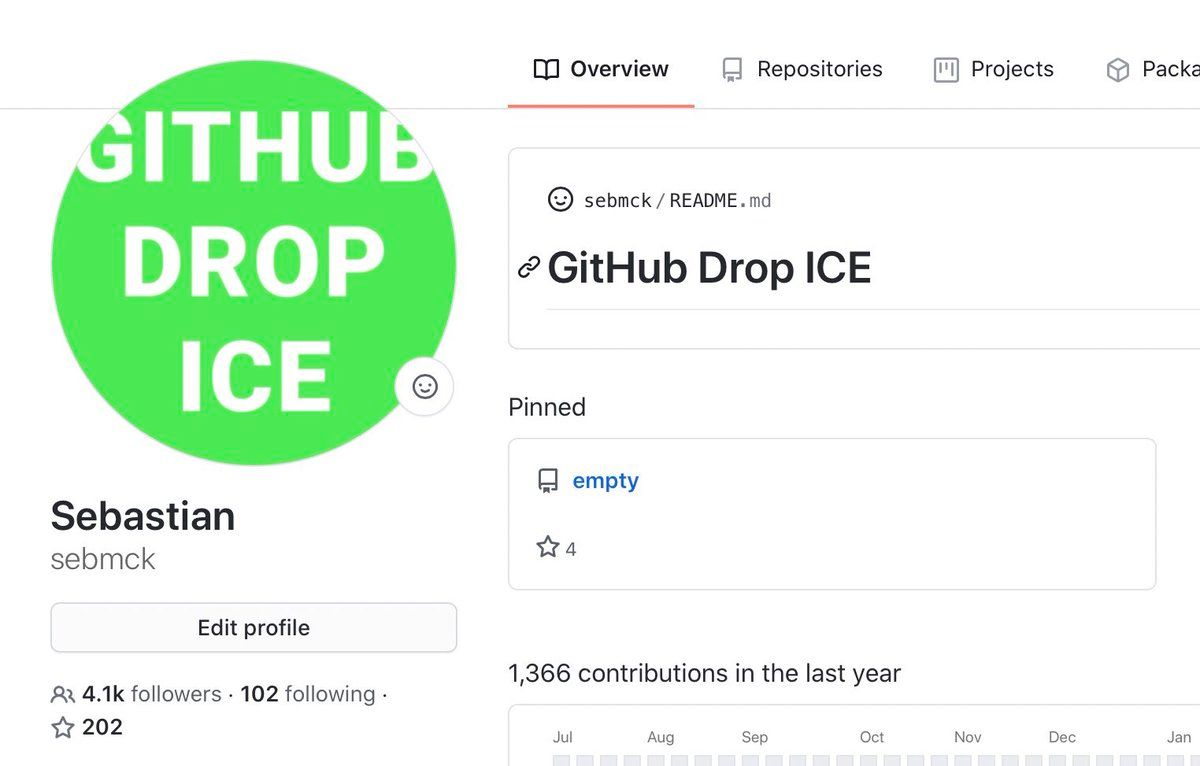 Overview
Repositories
Projects
Packa
GITHUB
DROP
ICE
sebmck/README.md
GitHub Drop ICE
Pinned
empty
4
Sebastian
sebmck
Edit profile
4.1k followers · 102 following ·
202
1,366 contributions in the last year
Jul Aug Sep Oct Nov Dec Jan